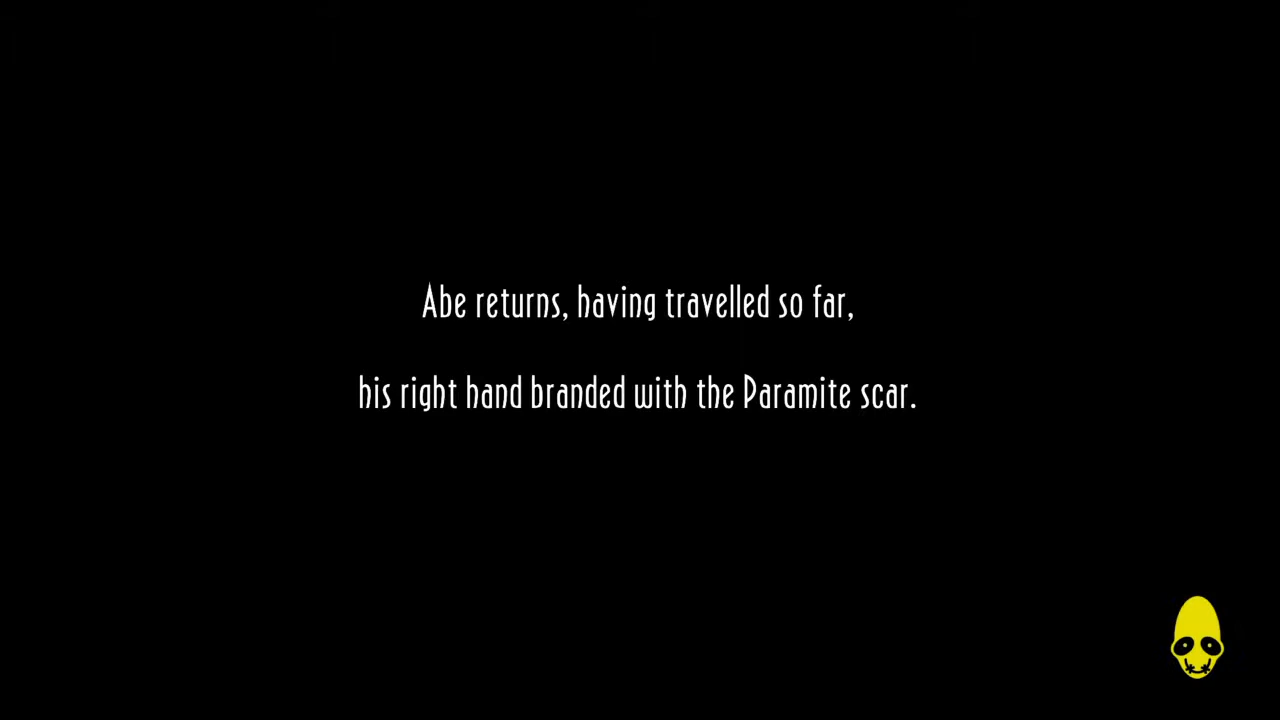 Abe returns, having travelled so far,
his right hand branded with the Paramite scar.